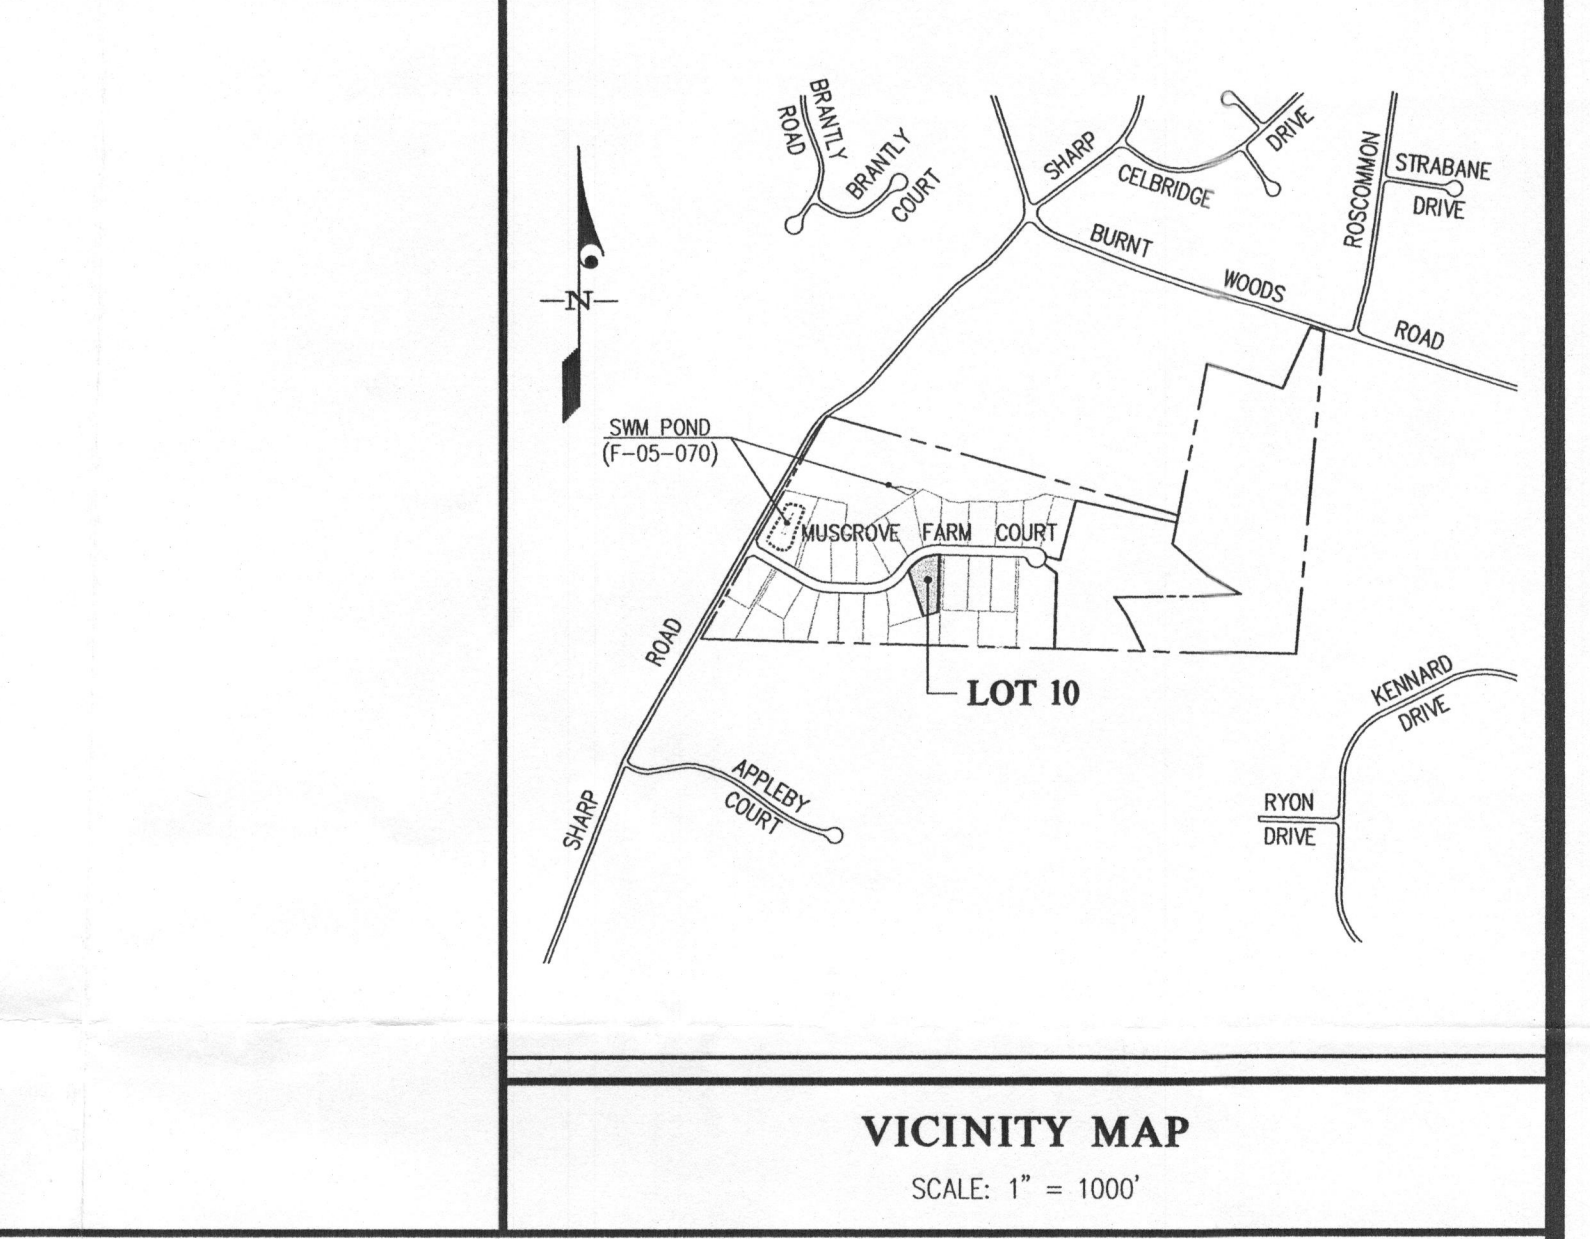 BRANTLY
ROAD
BRANTLY
COURT
SHARP
CELBRIDGE
DRIVE
ROSCOMMON
STRABANE
DRIVE
BURNT
WOODS
ROAD
N
SWM POND
(F-05-070)
MUSGROVE FARM COURT
ROAD
LOT 10
KENNARD
DRIVE
APPLEBY
COURT
SHARP
RYON
DRIVE
VICINITY MAP
SCALE: 1" = 1000'